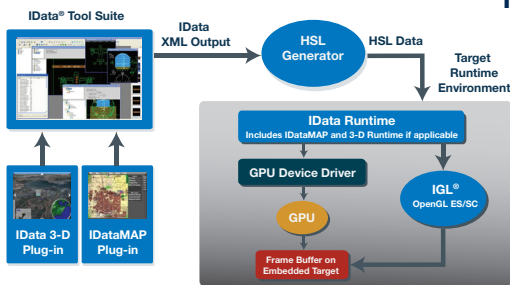 IData® Tool Suite
IData
XML Output
HSL
Generator
HSL Data
Target
Runtime
Environment
IData Runtime
Includes IDataMAP and 3-D Runtime if applicable
GPU Device Driver
GPU
IGL®
OpenGL ES/SC
Frame Buffer on
Embedded Target
IData 3-D
Plug-in
IDataMAP
Plug-in